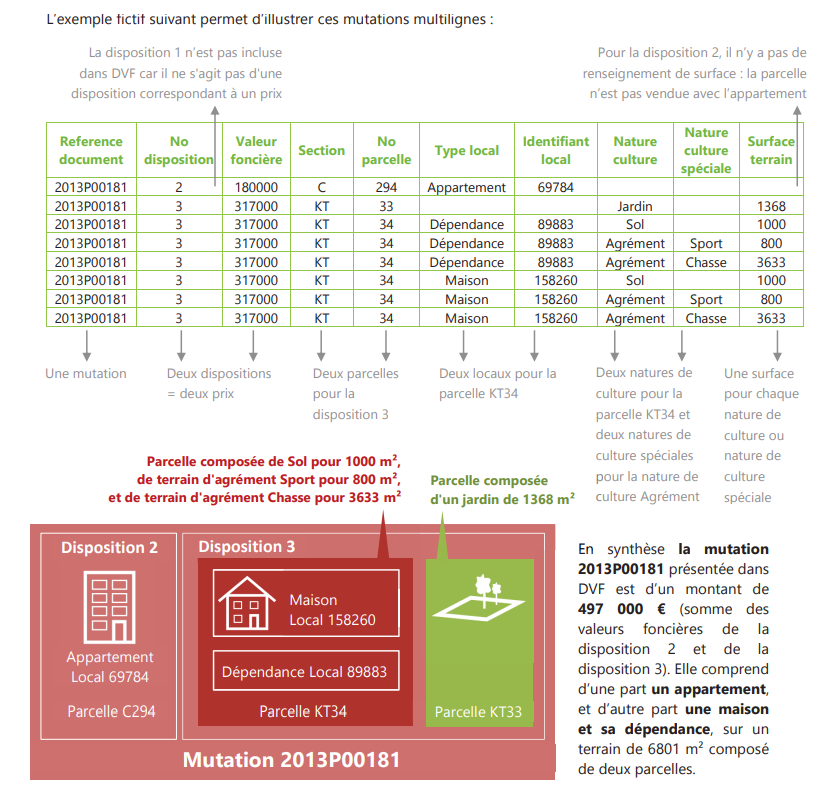 L’exemple fictif suivant permet d’illustrer ces mutations multilignes :
La disposition 1 n’est pas incluse
dans DVF car il ne s'agit pas d'une
disposition correspondant à un prix
Pour la disposition 2, il n’y a pas de
renseignement de surface : la parcelle
n’est pas vendue avec l’appartement
Reference document | No disposition | Valeur foncière | Section | No parcelle | Type local | Identifiant local | Nature culture | Nature culture spéciale | Surface terrain
2013P00181 | 2 | 180000 | C | 294 | Appartement | 69784
2013P00181 | 3 | 317000 | KT | 33 | Jardin | 1368
2013P00181 | 3 | 317000 | KT | 34 | Dépendance | 89883 | Sol | 1000
2013P00181 | 3 | 317000 | KT | 34 | Dépendance | 89883 | Agrément | Sport | 800
2013P00181 | 3 | 317000 | KT | 34 | Dépendance | 89883 | Agrément | Chasse | 3633
2013P00181 | 3 | 317000 | KT | 34 | Maison | 158260 | Sol | 1000
2013P00181 | 3 | 317000 | KT | 34 | Maison | 158260 | Agrément | Sport | 800
2013P00181 | 3 | 317000 | KT | 34 | Maison | 158260 | Agrément | Chasse | 3633
Une mutation
Deux dispositions
= deux prix
Deux parcelles
pour la
disposition 3
Deux locaux pour la
parcelle KT34
Deux natures de
culture pour la
parcelle KT34 et
deux natures de
culture spéciales
pour la nature de
culture Agrément
Une surface
pour chaque
nature de
culture ou
nature de
culture
spéciale
Parcelle composée de Sol pour 1000 m²,
de terrain d'agrément Sport pour 800 m²,
et de terrain d'agrément Chasse pour 3633 m²
Parcelle composée
d'un jardin de 1368 m²
Disposition 2
Appartement
Local 69784
Parcelle C294
Disposition 3
Maison
Local 158260
Dépendance Local 89883
Parcelle KT34
Parcelle KT33
Mutation 2013P00181
En synthèse la mutation
2013P00181 présentée dans
DVF est d’un montant de
497 000 € (somme des
valeurs foncières de la
disposition 2 et de la
disposition 3). Elle comprend
d’une part un appartement,
et d’autre part une maison
et sa dépendance, sur un
terrain de 6801 m² composé
de deux parcelles.